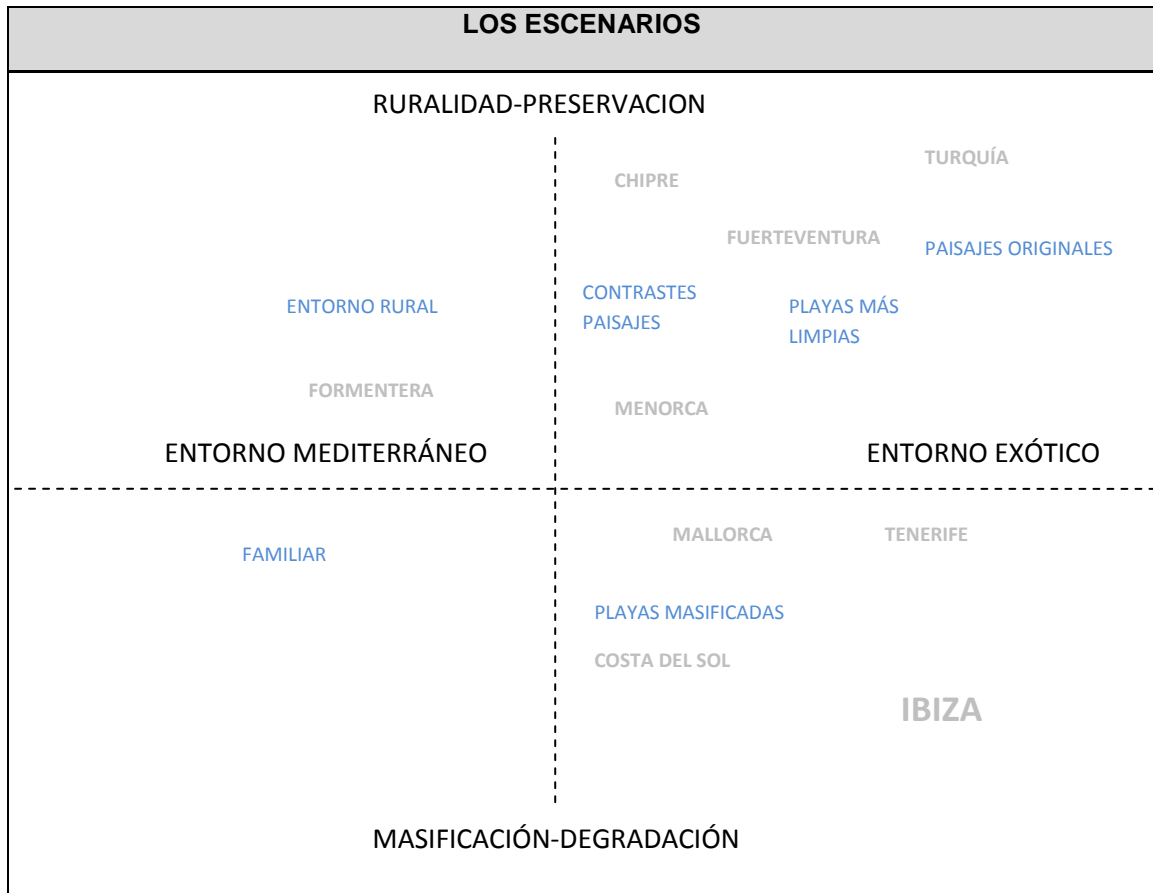 LOS ESCENARIOS
RURALIDAD-PRESERVACION
TURQUÍA
CHIPRE
FUERTEVENTURA
PAISAJES ORIGINALES
ENTORNO RURAL
CONTRASTES
PAISAJES
PLAYAS MÁS
LIMPIAS
FORMENTERA
MENORCA
ENTORNO MEDITERRÁNEO
ENTORNO EXÓTICO
MALLORCA
TENERIFE
FAMILIAR
PLAYAS MASIFICADAS
COSTA DEL SOL
IBIZA
MASIFICACIÓN-DEGRADACIÓN